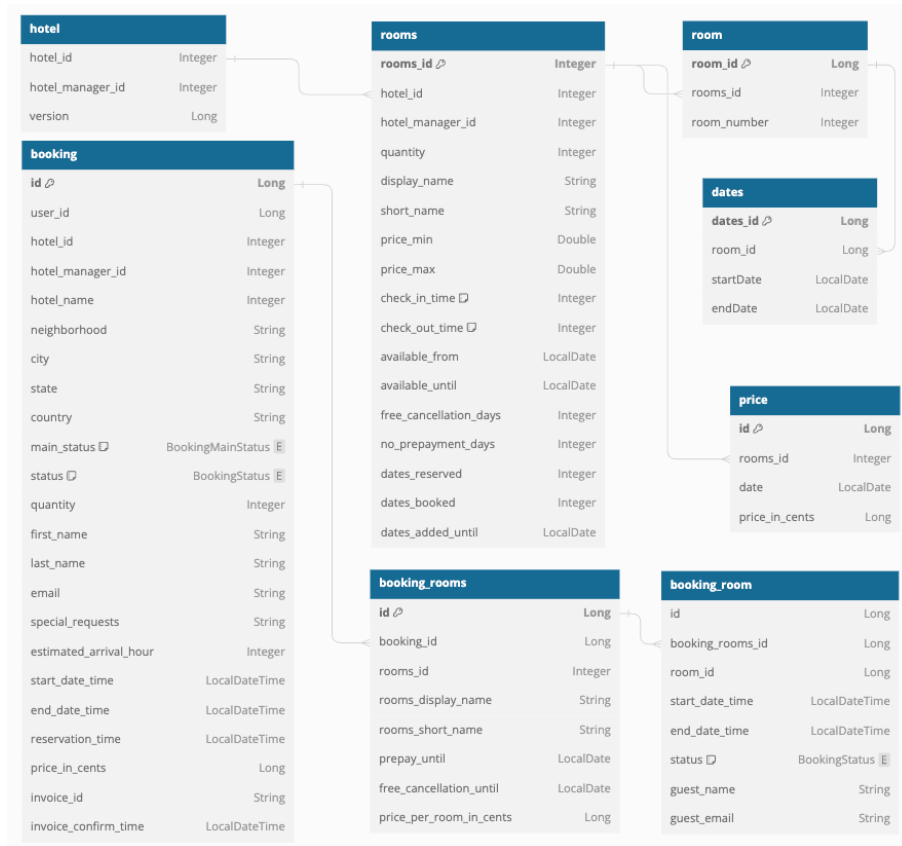 hotel
hotel_id Integer
hotel_manager_id Integer
version Long
booking
id Long
user_id Long
hotel_id Integer
hotel_manager_id Integer
hotel_name Integer
neighborhood String
city String
state String
country String
main_status BookingMainStatus E
status BookingStatus E
quantity Integer
first_name String
last_name String
email String
special_requests String
estimated_arrival_hour Integer
start_date_time LocalDateTime
end_date_time LocalDateTime
reservation_time LocalDateTime
price_in_cents Long
invoice_id String
invoice_confirm_time LocalDateTime
rooms
rooms_id Integer
hotel_id Integer
hotel_manager_id Integer
quantity Integer
display_name String
short_name String
price_min Double
price_max Double
check_in_time Integer
check_out_time Integer
available_from LocalDate
available_until LocalDate
free_cancellation_days Integer
no_prepayment_days Integer
dates_reserved Integer
dates_booked Integer
dates_added_until LocalDate
room
room_id Long
rooms_id Integer
room_number Integer
dates
dates_id Long
room_id Long
startDate LocalDate
endDate LocalDate
price
id Long
rooms_id Integer
date LocalDate
price_in_cents Long
booking_rooms
id Long
booking_id Long
rooms_id Integer
rooms_display_name String
rooms_short_name String
prepay_until LocalDate
free_cancellation_until LocalDate
price_per_room_in_cents Long
booking_room
id Long
booking_rooms_id Long
room_id Long
start_date_time LocalDateTime
end_date_time LocalDateTime
status BookingStatus E
guest_name String
guest_email String